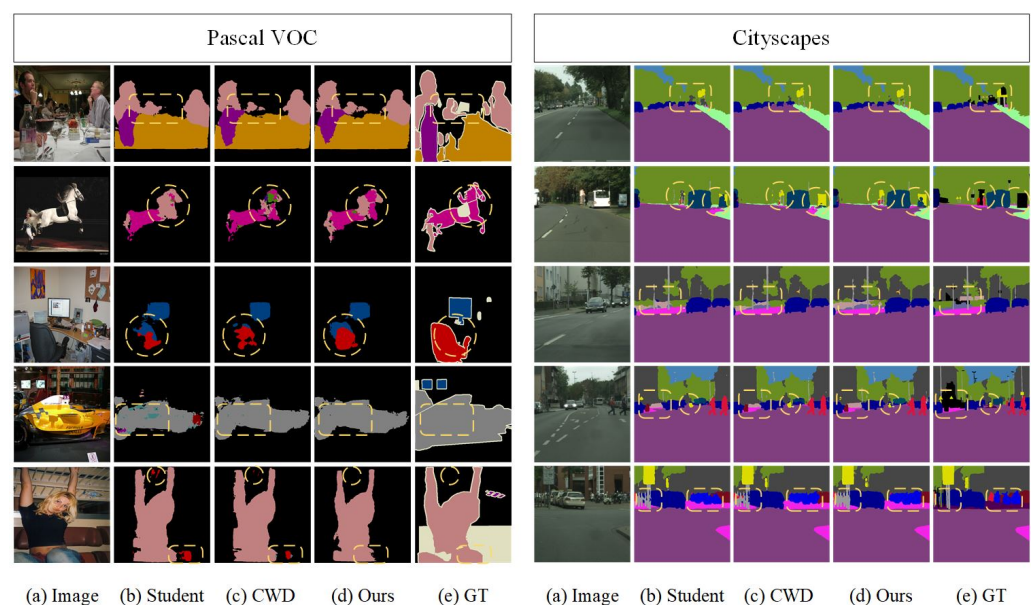 Pascal VOC
Cityscapes
(a) Image (b) Student (c) CWD (d) Ours (e) GT
(a) Image (b) Student (c) CWD (d) Ours (e) GT